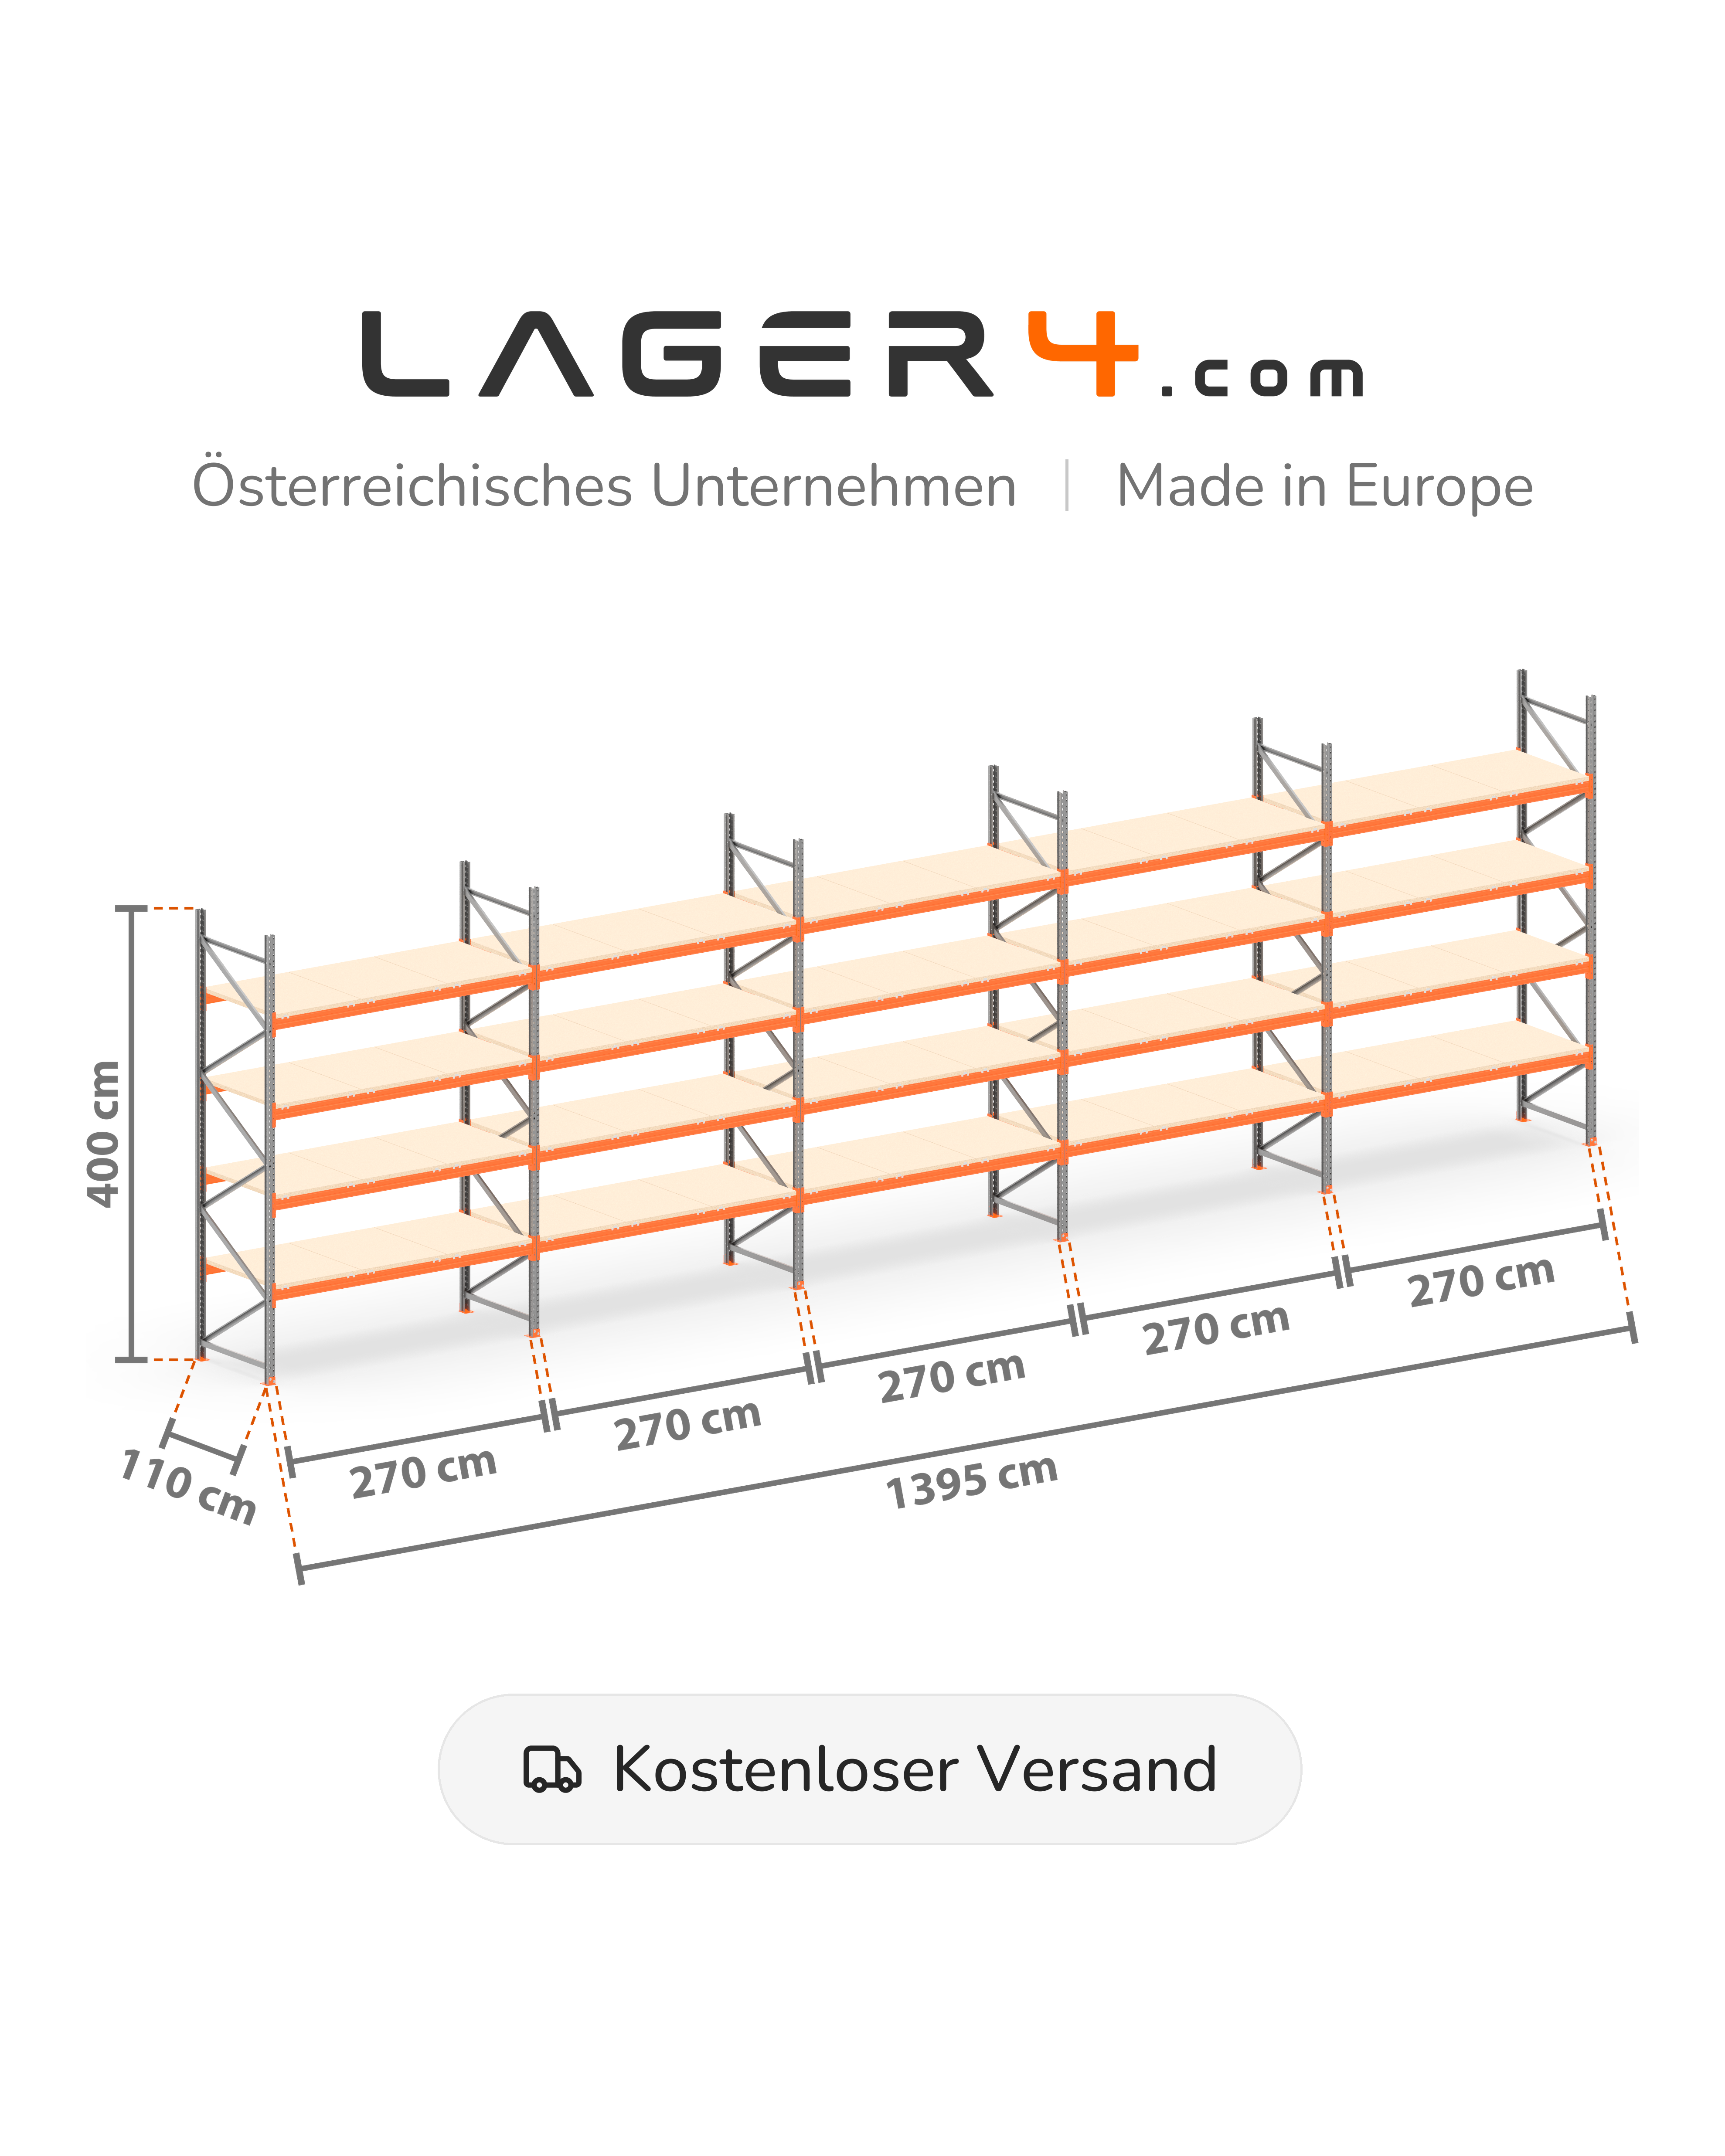 LAGER4.com
Österreichisches Unternehmen | Made in Europe
400 cm
110 cm
270 cm
270 cm
270 cm
270 cm
270 cm
1395 cm
Kostenloser Versand